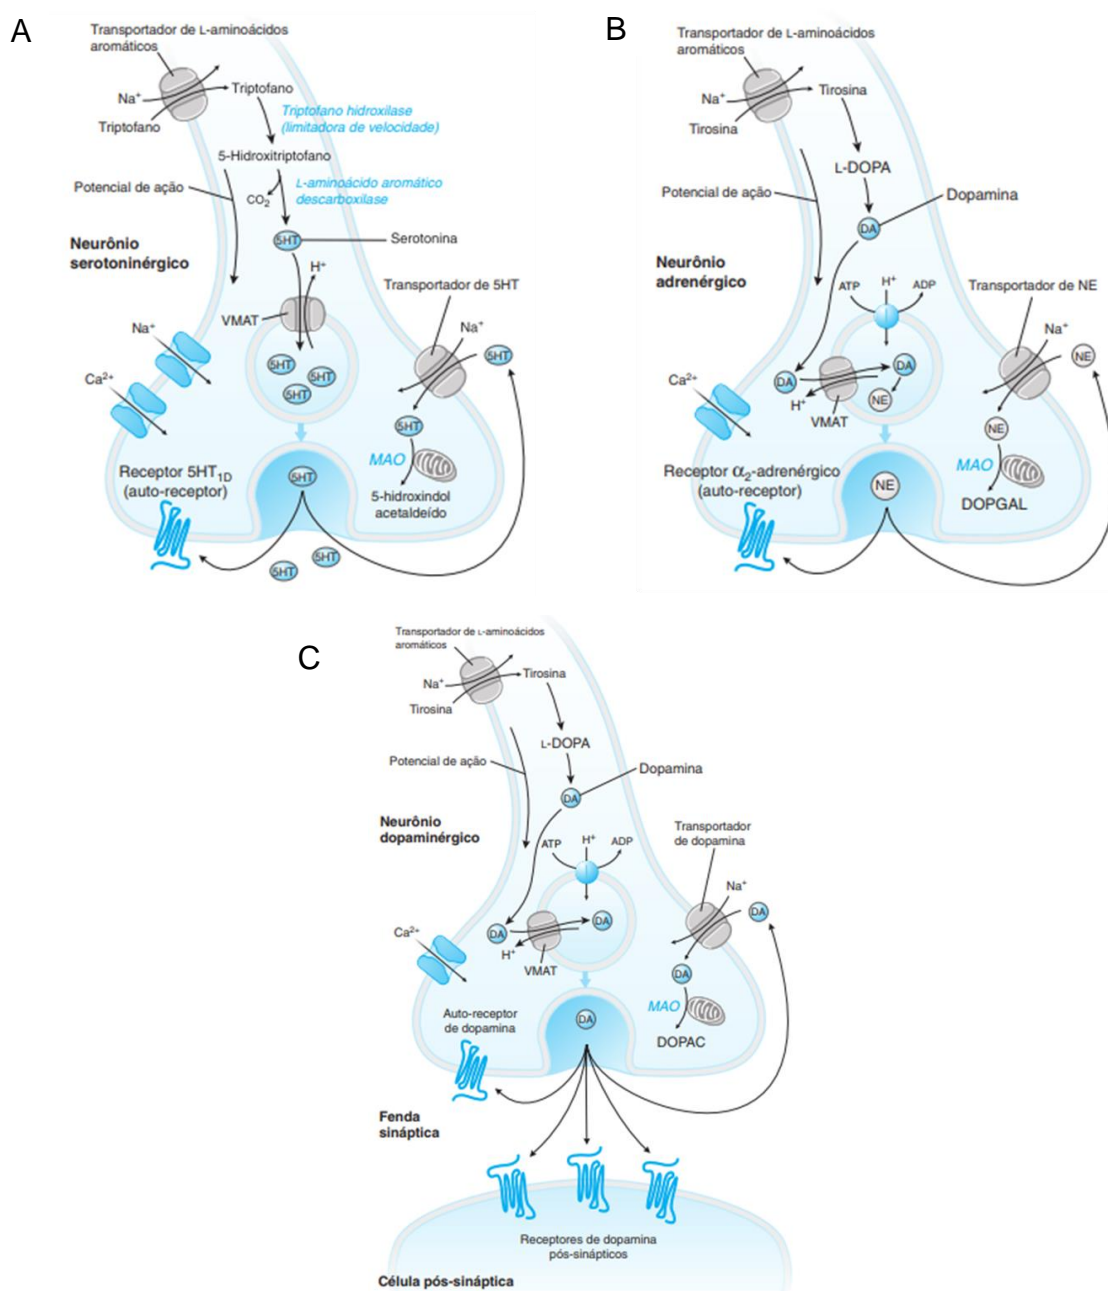 A
Transportador de L-aminoácidos
aromáticos
Na⁺
Triptofano
Triptofano
Triptofano hidroxilase
(limitadora de velocidade)
5-Hidroxitriptofano
Potencial de ação
CO₂
L-aminoácido aromático
descarboxilase
5HT
Serotonina
Neurônio
serotoninérgico
H⁺
Transportador de 5HT
VMAT
Na⁺
Na⁺
5HT
5HT
5HT
5HT
Ca²⁺
5HT
MAO
Receptor 5HT₁D
(auto-receptor)
5HT
5-hidroxindol
acetaldeído
5HT
5HT
B
Transportador de L-aminoácidos
aromáticos
Na⁺
Tirosina
Tirosina
L-DOPA
Potencial de ação
Dopamina
DA
Neurônio
adrenérgico
ATP
H⁺
ADP
Transportador de NE
Na⁺
NE
Ca²⁺
DA
DA
H⁺
NE
VMAT
NE
MAO
Receptor α₂-adrenérgico
(auto-receptor)
NE
DOPGAL
C
Transportador de L-aminoácidos
aromáticos
Na⁺
Tirosina
Tirosina
L-DOPA
Potencial de ação
Dopamina
DA
Neurônio
dopaminérgico
Transportador
de dopamina
ATP
H⁺
ADP
Na⁺
DA
Ca²⁺
DA
DA
H⁺
VMAT
DA
MAO
Auto-receptor
de dopamina
DA
DOPAC
Fenda
sináptica
Receptores de dopamina
pós-sinápticos
Célula pós-sináptica